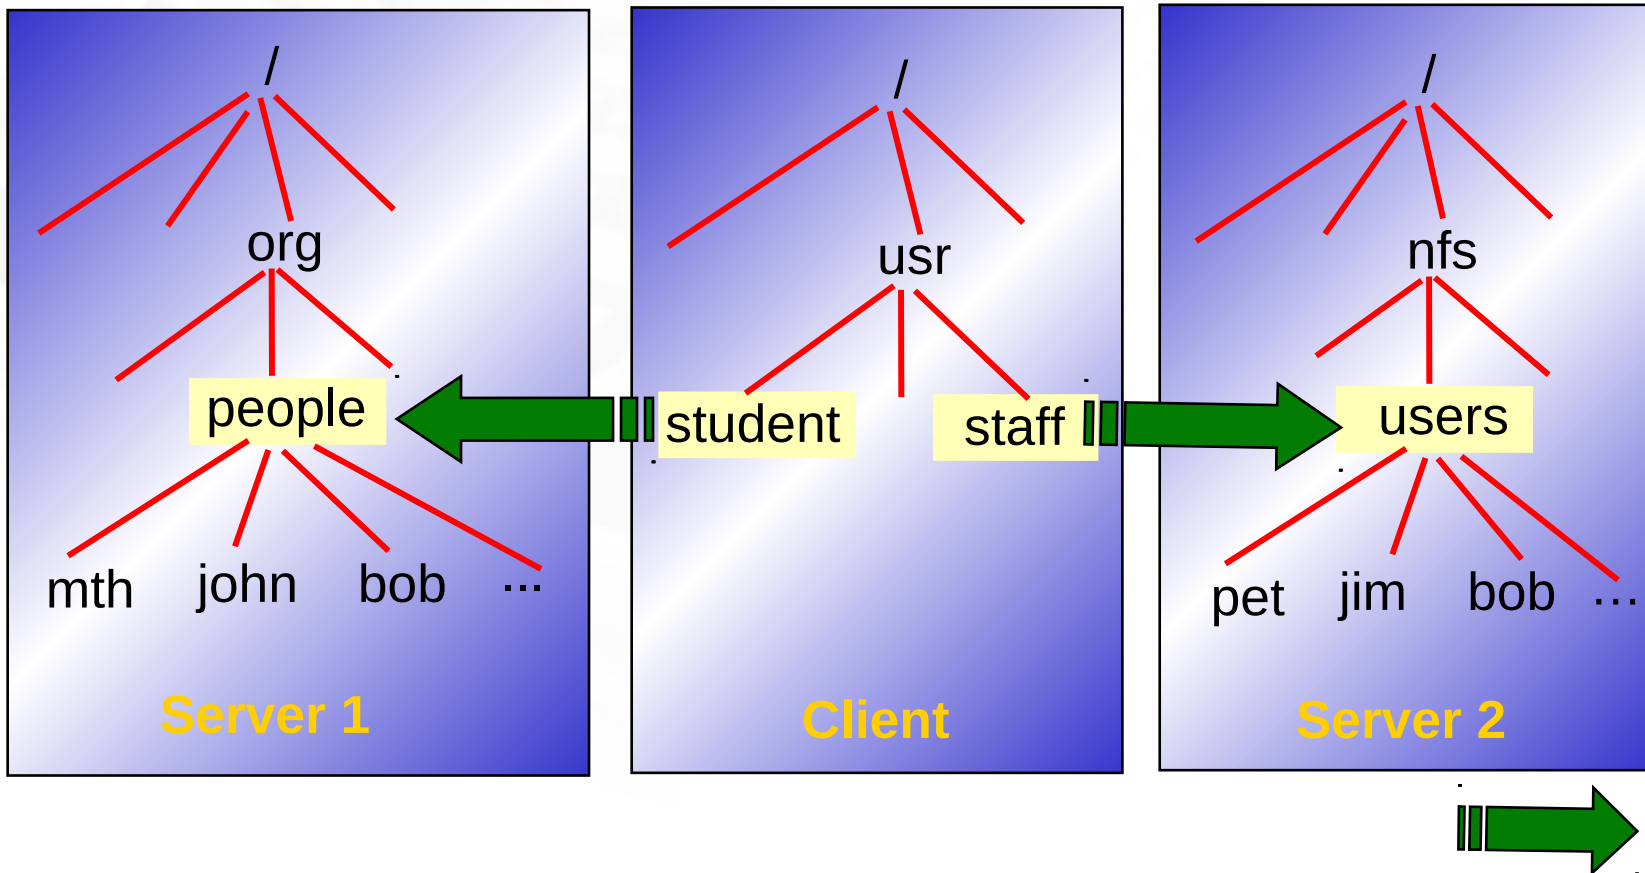 /
org
people
mth john bob ...
Server 1
/
usr
student staff
Client
/
nfs
users
pet jim bob ...
Server 2